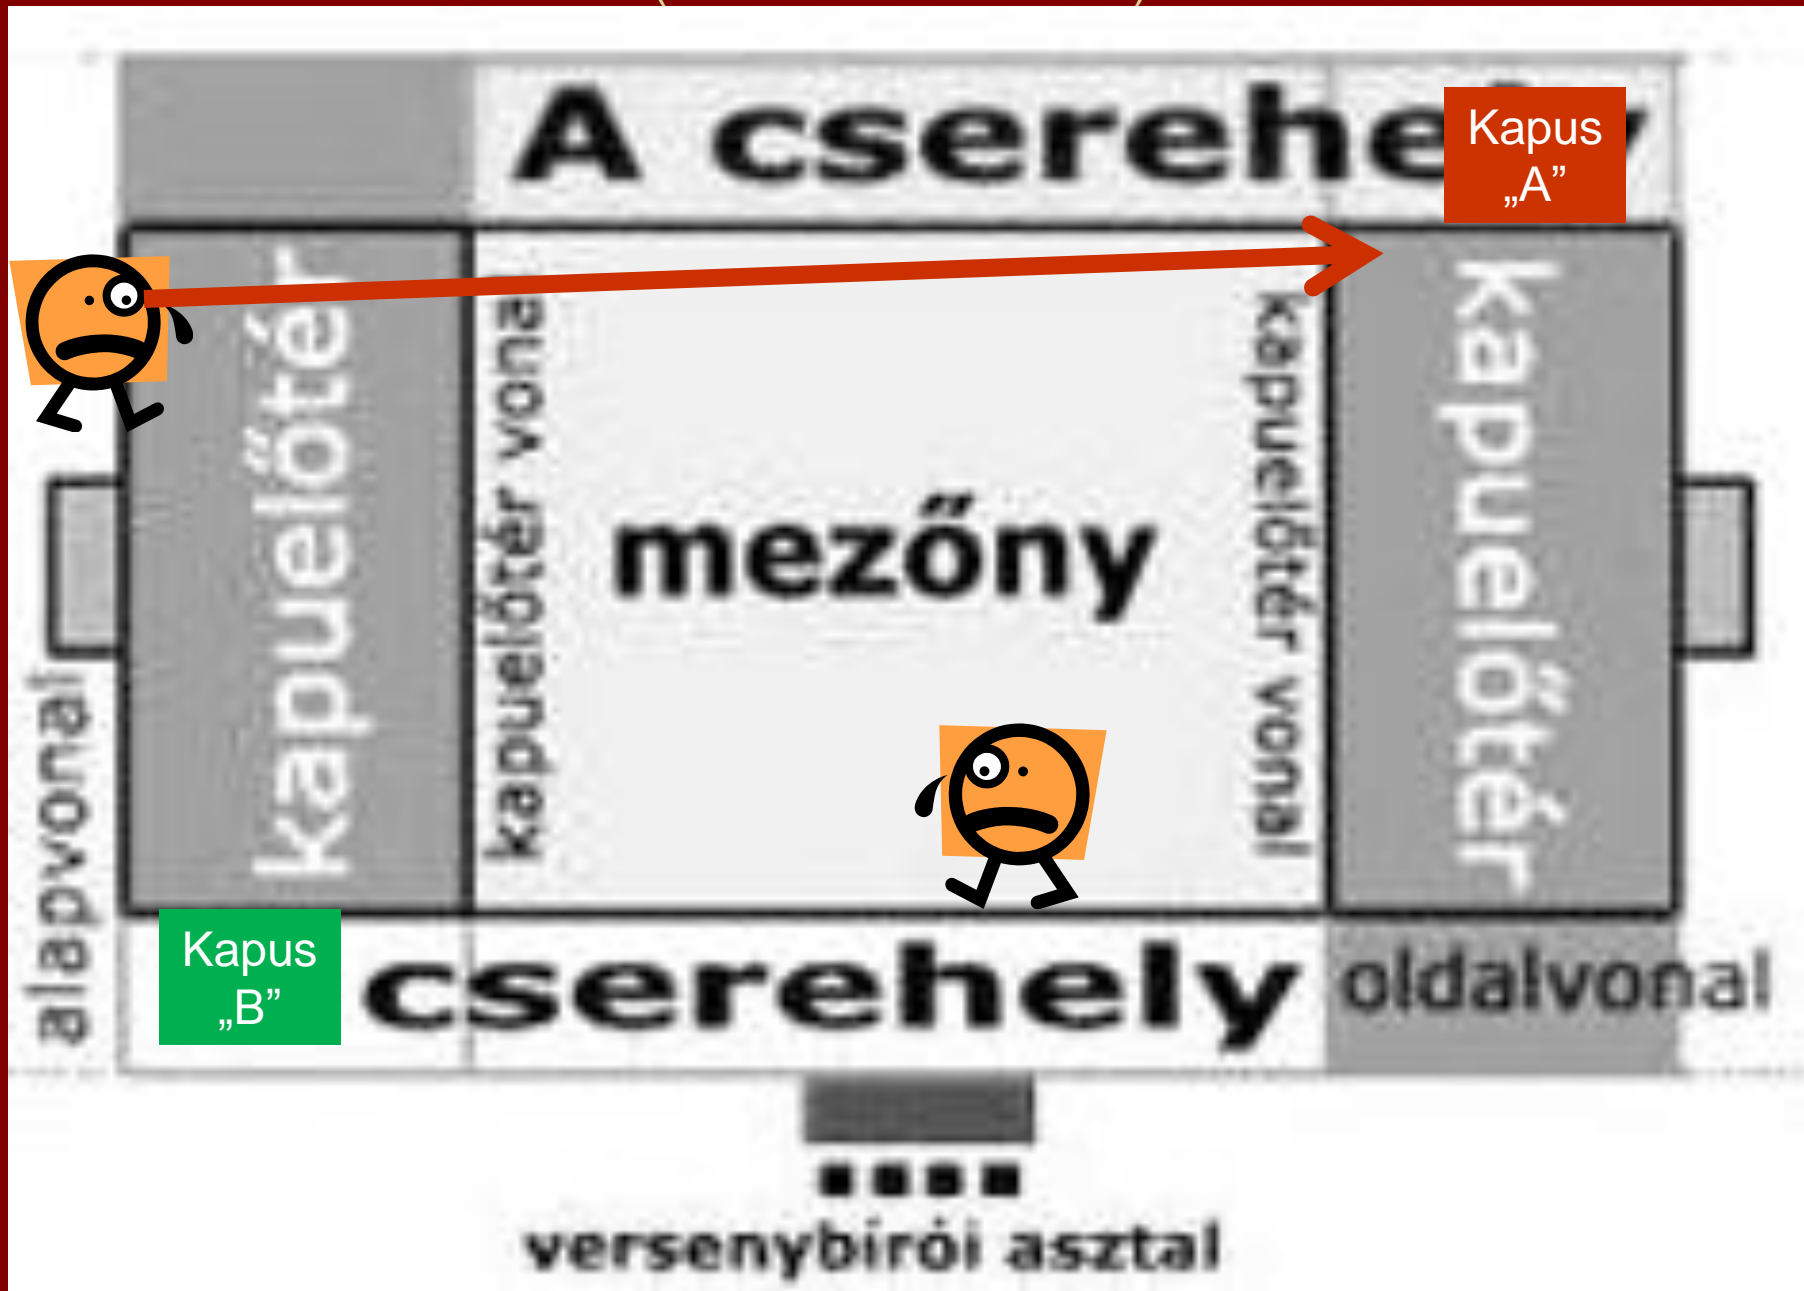 A cserehely
Kapus
„A”
kapuelőtér
kapuelőtér vonal
mezőny
kapuelőtér vonal
kapuelőtér
alapvonal
Kapus
„B”
cserehely
oldalvonal
versenybírói asztal